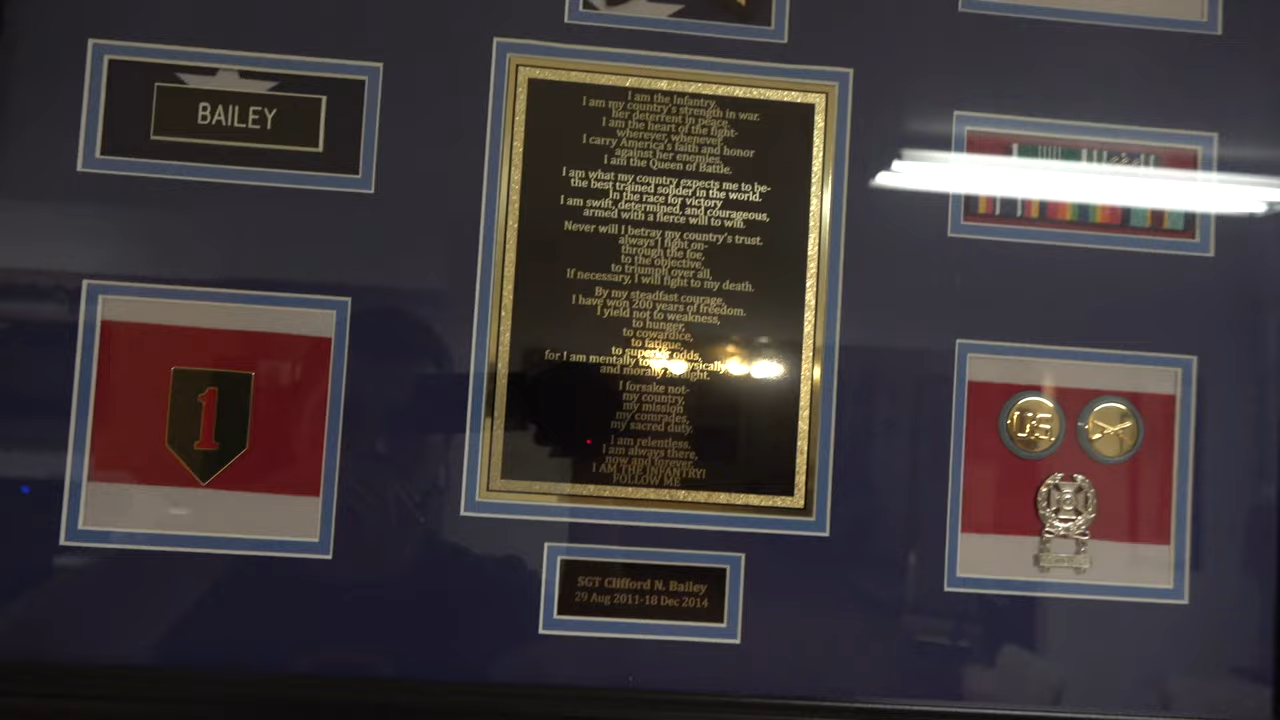 BAILEY
I am the Infantry.
I am my country's strength in war.
her deterrent in peace.
I am the heart of the fight-
wherever, whenever.
I carry America's faith and honor
against her enemies.
I am the Queen of Battle.
I am what my country expects me to be-
the best trained solider in the world.
In the race for victory
I am swift, determined, and courageous,
armed with a fierce will to win.
Never will I betray my country's trust.
always I fight on-
through the foe,
to the objective,
to triumph over all,
If necessary, I will fight to my death.
By my steadfast courage,
I have won 200 years of freedom.
I yield not to weakness,
to hunger,
to cowardice,
to fatigue,
to superior odds,
for I am mentally
and morally
I forsake not-
my country,
my mission
my comrades,
my sacred duty.
I am relentless.
I am always there,
now and forever.
I AM THE INFANTRY!
FOLLOW ME
1
U.S.
SGT Clifford N. Bailey
29 Aug 2011-18 Dec 2014